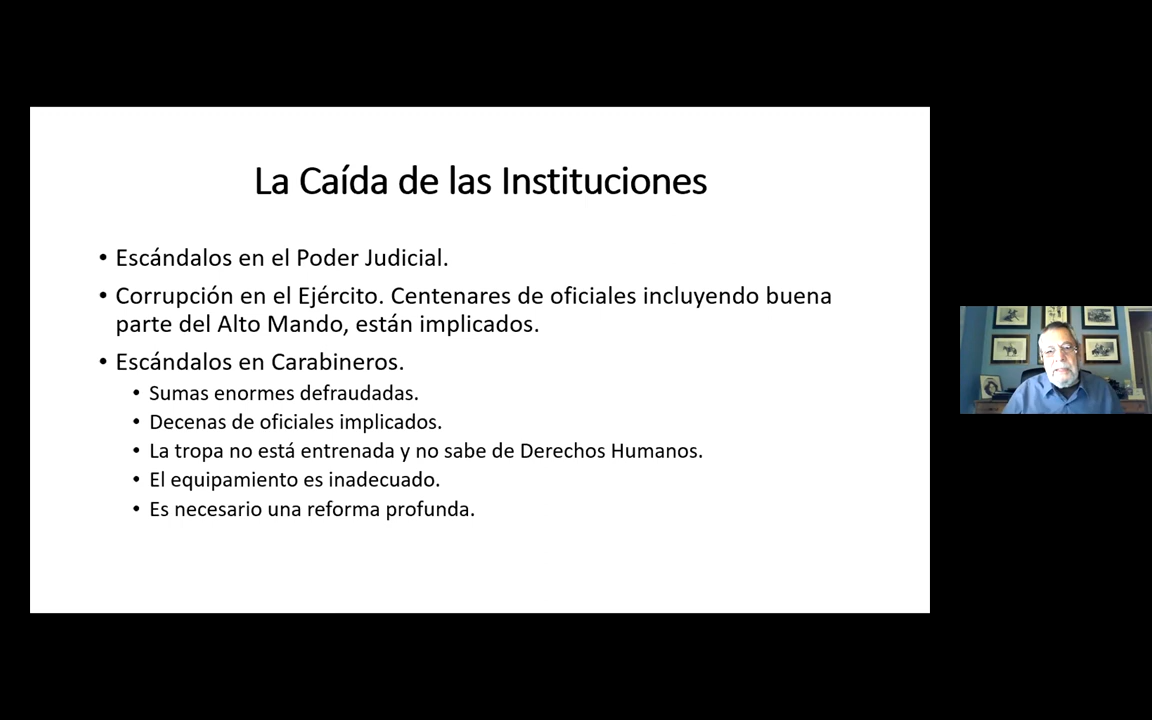 La Caída de las Instituciones
• Escándalos en el Poder Judicial.
• Corrupción en el Ejército. Centenares de oficiales incluyendo buena
parte del Alto Mando, están implicados.
• Escándalos en Carabineros.
• Sumas enormes defraudadas.
• Decenas de oficiales implicados.
• La tropa no está entrenada y no sabe de Derechos Humanos.
• El equipamiento es inadecuado.
• Es necesario una reforma profunda.